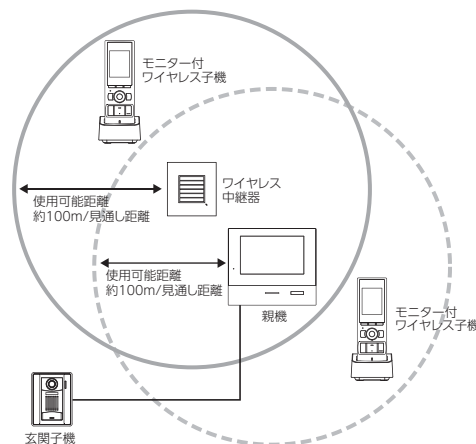 モニター付
ワイヤレス子機
ワイヤレス
中継器
使用可能距離
約100m/見通し距離
使用可能距離
約100m/見通し距離
親機
モニター付
ワイヤレス子機
玄関子機